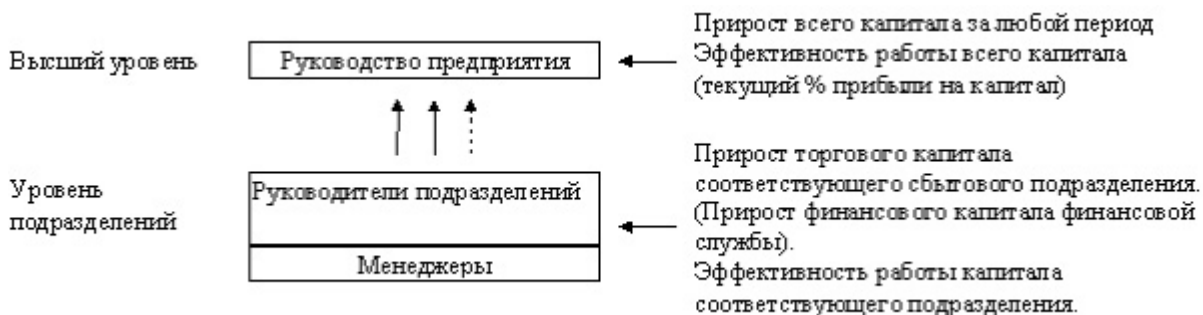 Высший уровень
Руководство предприятия
Прирост всего капитала за любой период
Эффективность работы всего капитала
(текущий % прибыли на капитал)
Уровень
подразделений
Руководители подразделений
Менеджеры
Прирост торгового капитала
соответствующего сбытового подразделения.
(Прирост финансового капитала финансовой
службы).
Эффективность работы капитала
соответствующего подразделения.